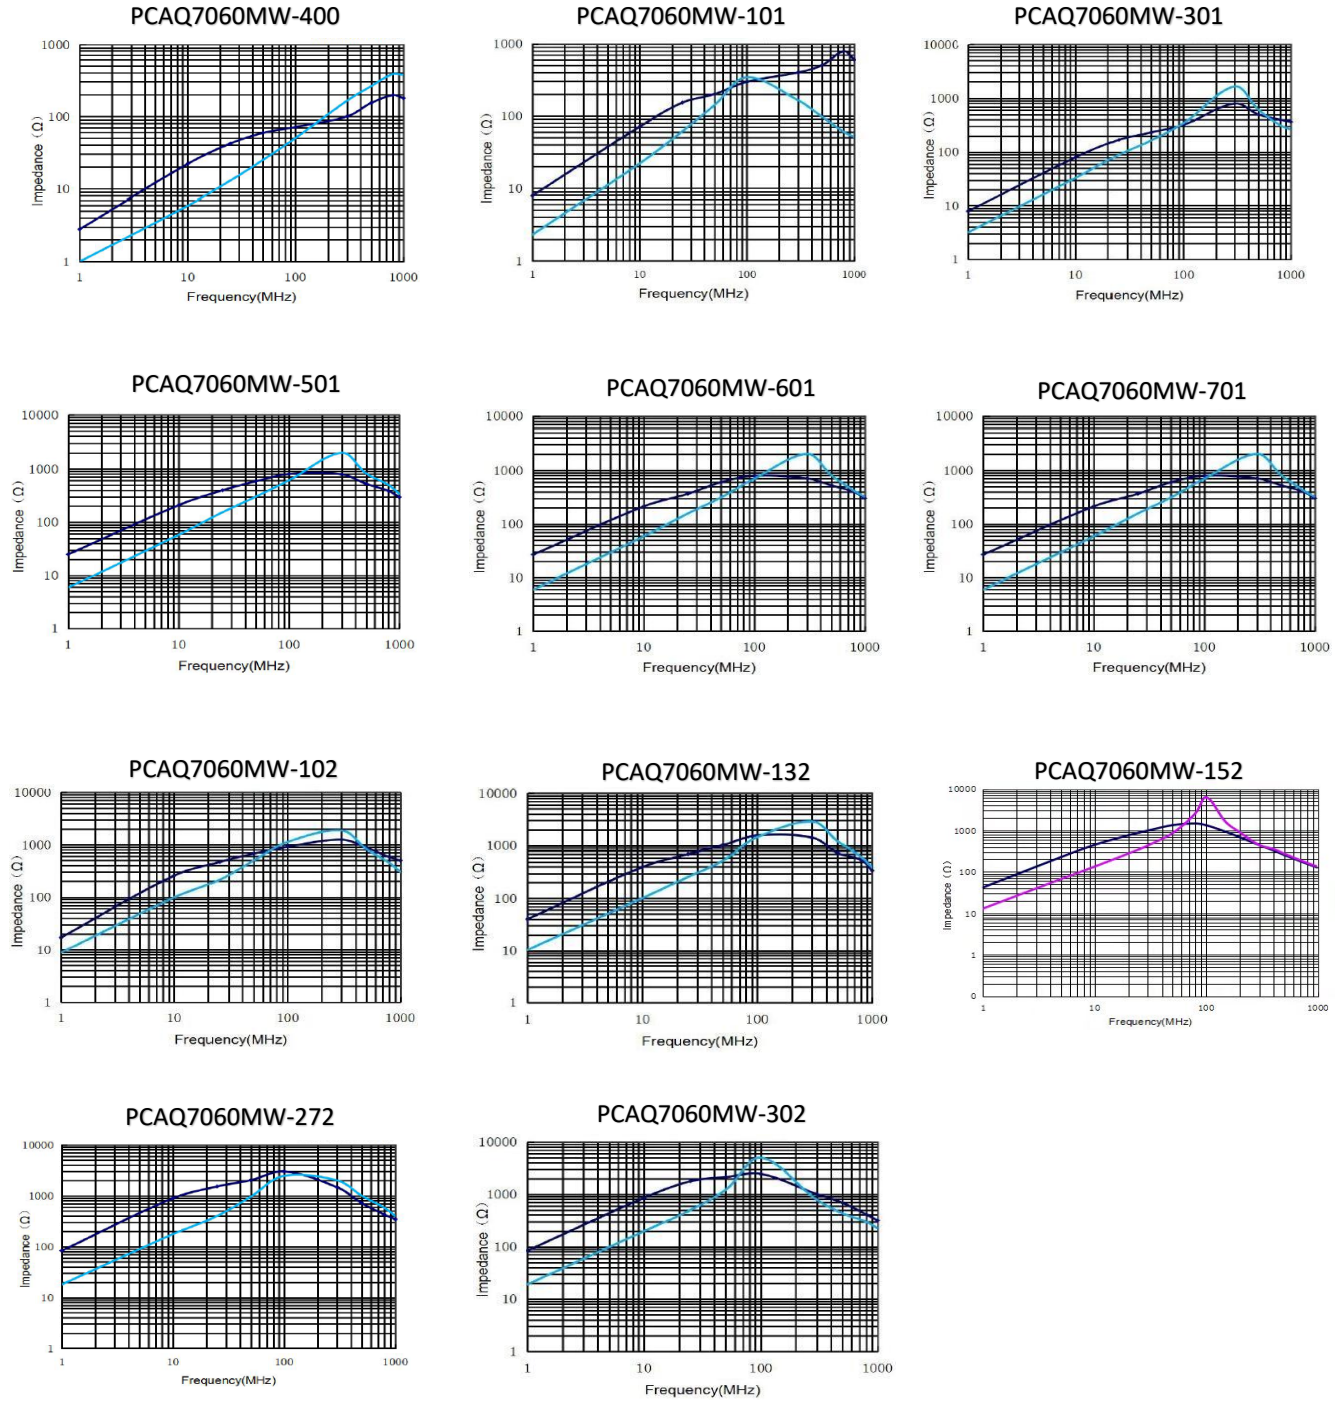 PCAQ7060MW-400
PCAQ7060MW-101
PCAQ7060MW-301
1000
100
10
1
Impedance (Ω)
1
10
100
1000
Frequency(MHz)
1000
100
10
1
Impedance (Ω)
1
10
100
1000
Frequency(MHz)
10000
1000
100
10
1
Impedance (Ω)
1
10
100
1000
Frequency(MHz)
PCAQ7060MW-501
PCAQ7060MW-601
PCAQ7060MW-701
10000
1000
100
10
1
Impedance (Ω)
1
10
100
1000
Frequency(MHz)
10000
1000
100
10
1
Impedance (Ω)
1
10
100
1000
Frequency(MHz)
10000
1000
100
10
1
Impedance (Ω)
1
10
100
1000
Frequency(MHz)
PCAQ7060MW-102
PCAQ7060MW-132
PCAQ7060MW-152
10000
1000
100
10
1
Impedance (Ω)
1
10
100
1000
Frequency(MHz)
10000
1000
100
10
1
Impedance (Ω)
1
10
100
1000
Frequency(MHz)
10000
1000
100
10
1
0
Impedance (Ω)
1
10
100
1000
Frequency(MHz)
PCAQ7060MW-272
PCAQ7060MW-302
10000
1000
100
10
1
Impedance (Ω)
1
10
100
1000
Frequency(MHz)
10000
1000
100
10
1
Impedance (Ω)
1
10
100
1000
Frequency(MHz)